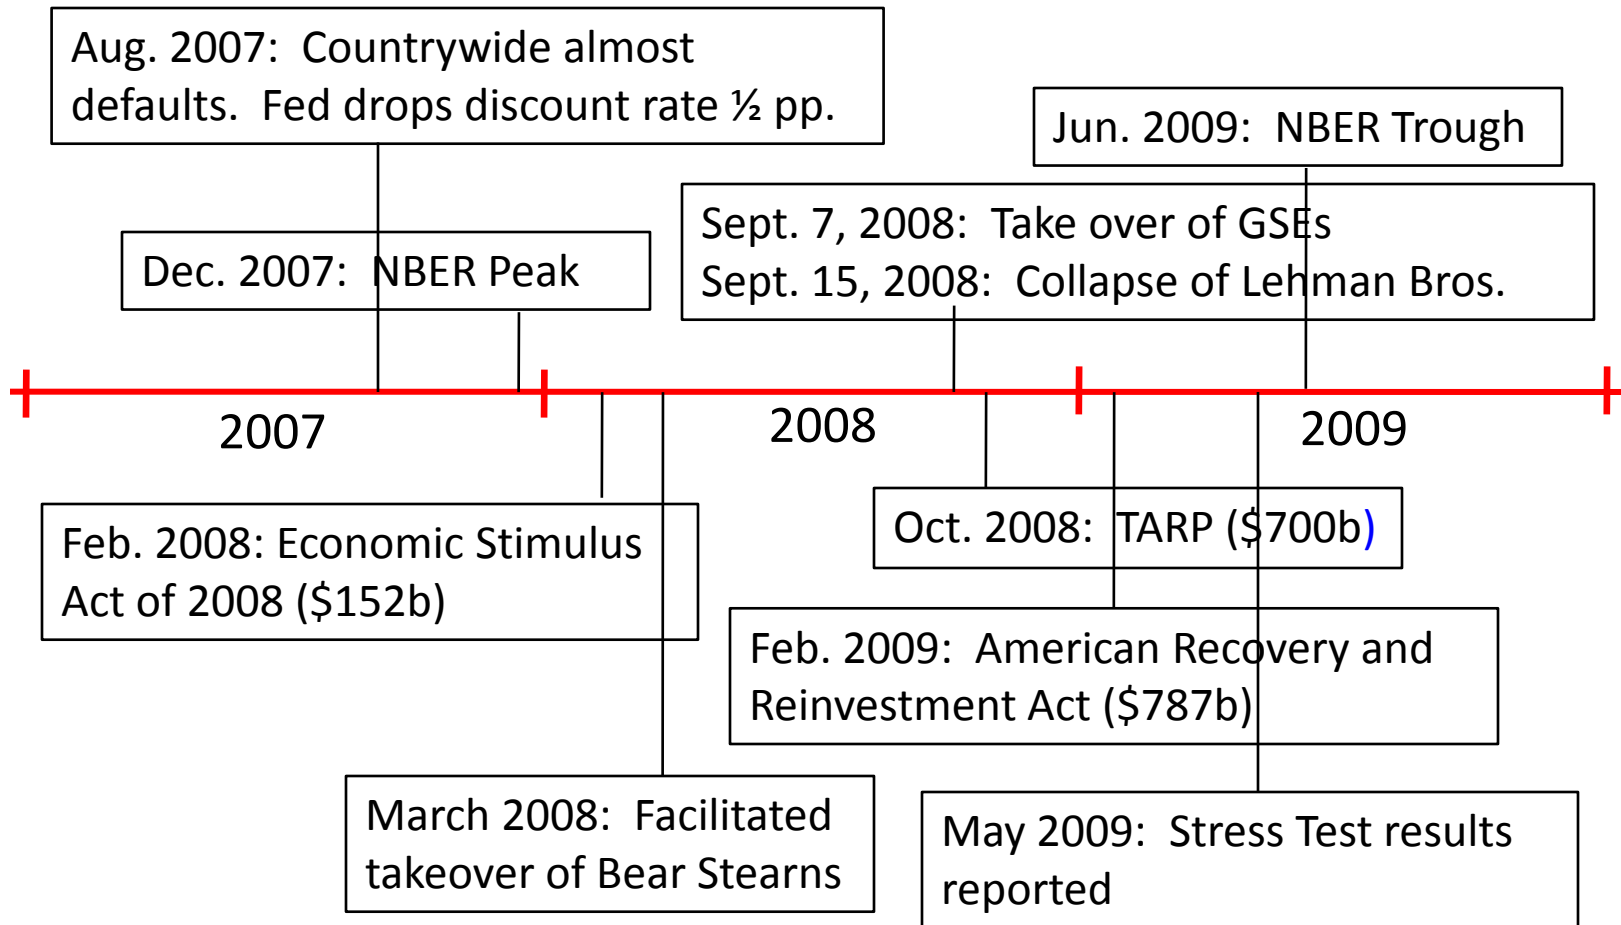 Aug. 2007:  Countrywide almost
defaults.  Fed drops discount rate ½ pp.
Jun. 2009:  NBER Trough
Sept. 7, 2008:  Take over of GSEs
Sept. 15, 2008:  Collapse of Lehman Bros.
Dec. 2007:  NBER Peak
2007
2008
2009
Feb. 2008: Economic Stimulus
Act of 2008 ($152b)
Oct. 2008:  TARP ($700b)
Feb. 2009:  American Recovery and
Reinvestment Act ($787b)
March 2008:  Facilitated
takeover of Bear Stearns
May 2009:  Stress Test results
reported